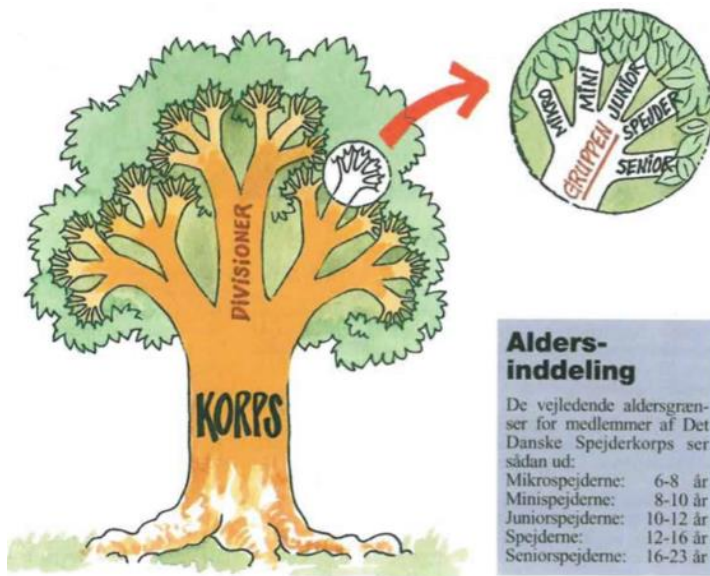 MIKRO
MINI
JUNIOR
SPEJDER
SENIOR
GRUPPEN
DIVISIONER
KORPS
Alders-
inddeling
De vejledende aldersgræn-
ser for medlemmer af Det
Danske Spejderkorps ser
sådan ud:
Mikrospejderne: 6-8 år
Minispejderne: 8-10 år
Juniorspejderne: 10-12 år
Spejderne: 12-16 år
Seniorspejderne: 16-23 år